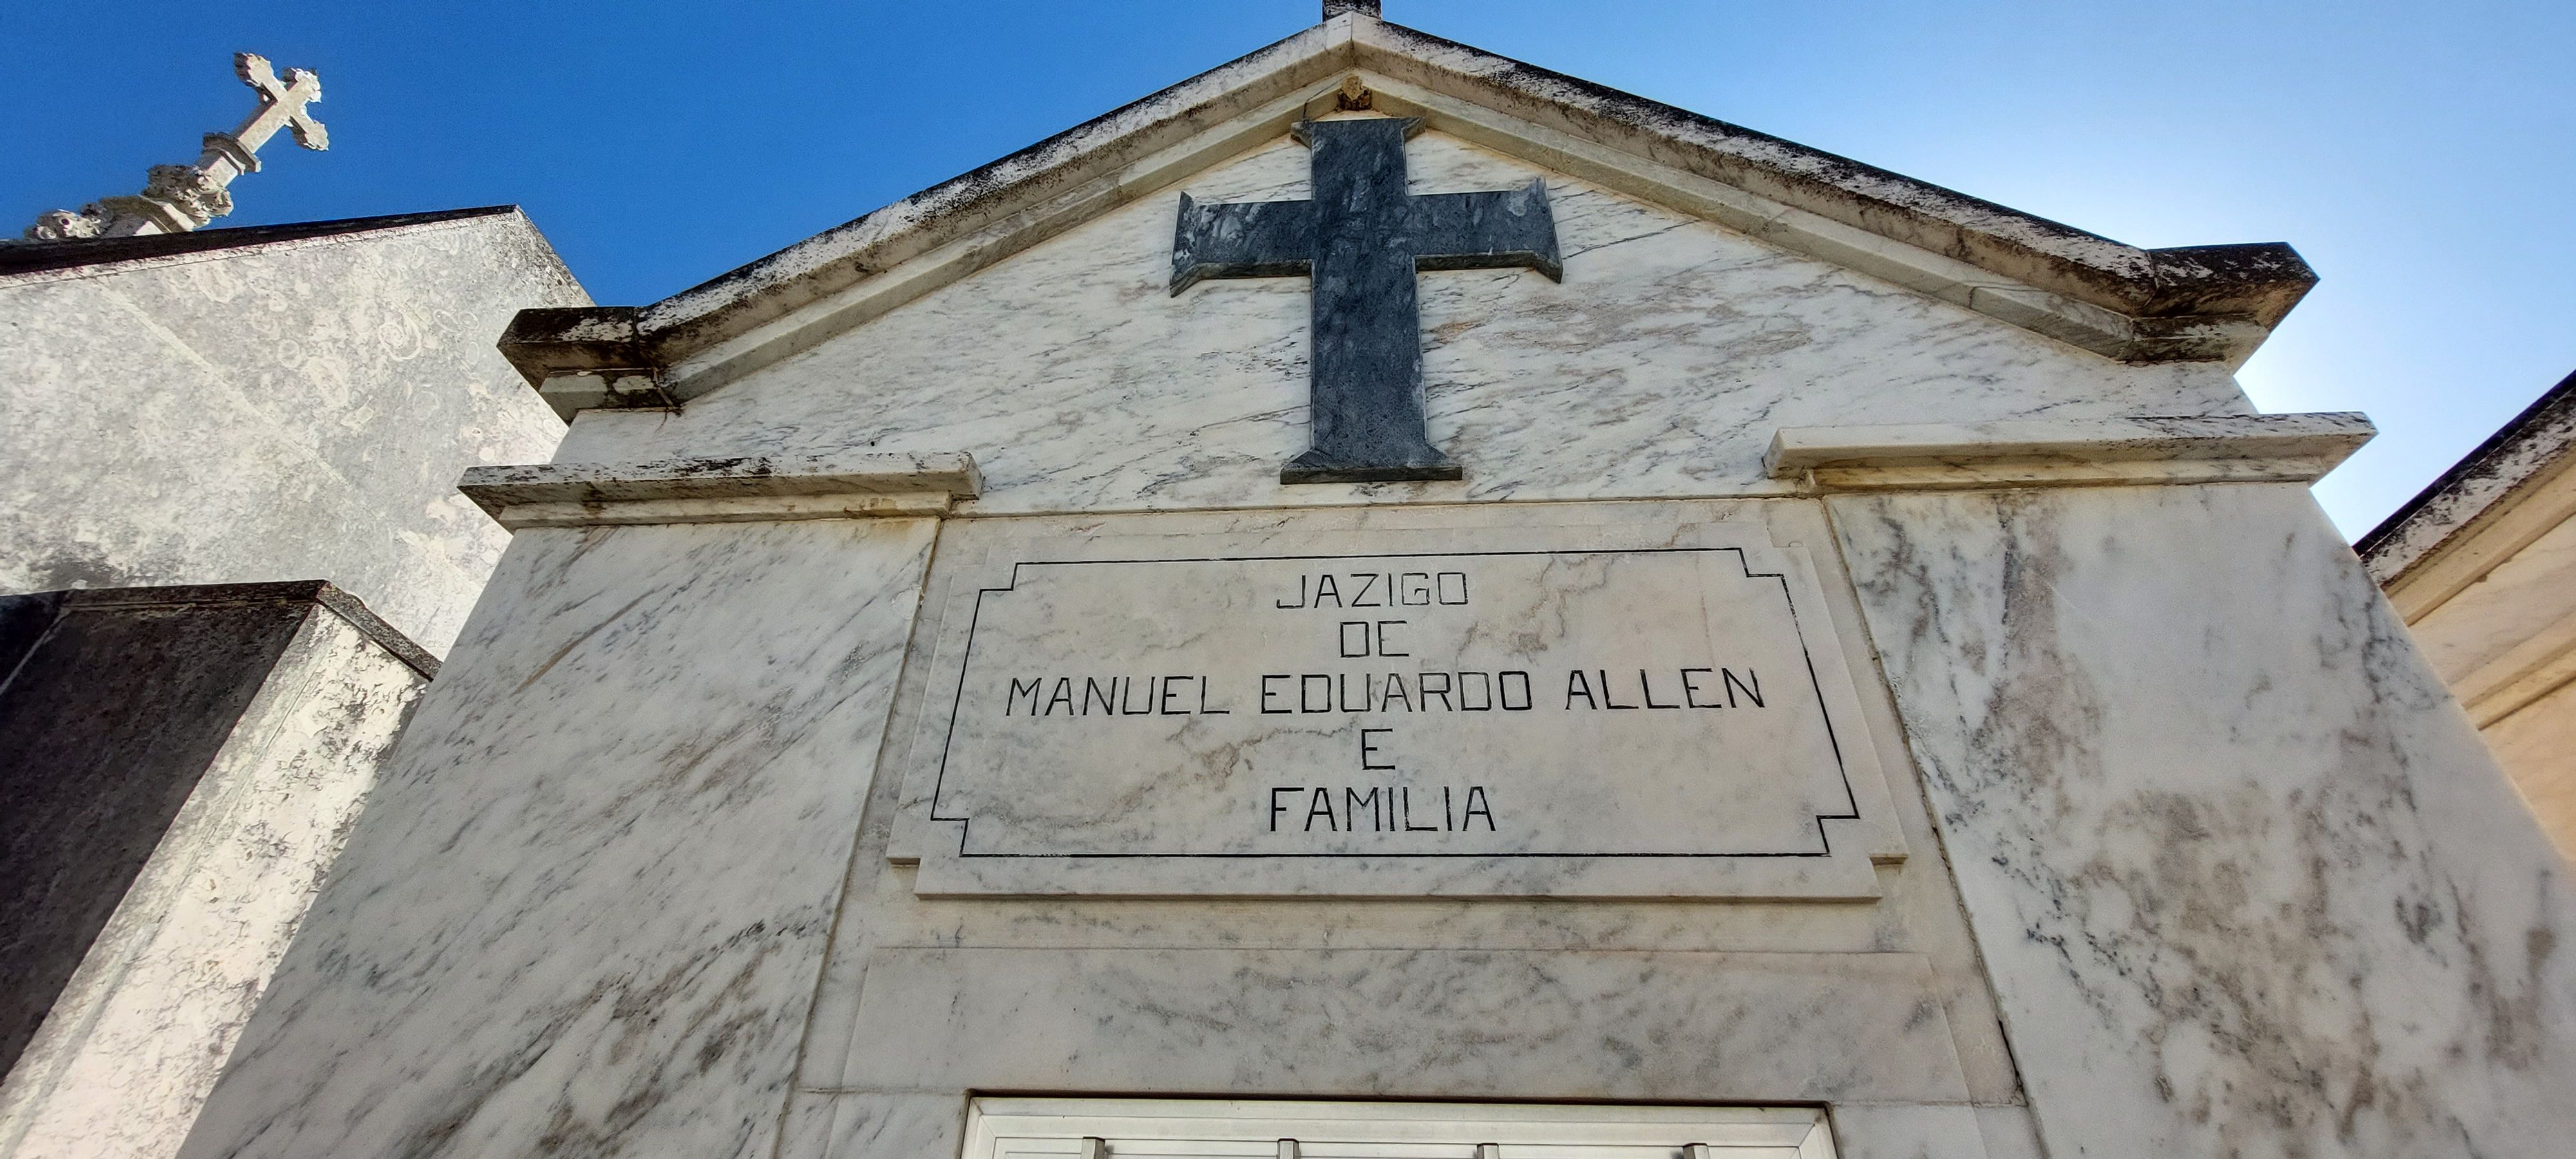 JAZIGO
DE
MANUEL EDUARDO ALLEN
E
FAMILIA